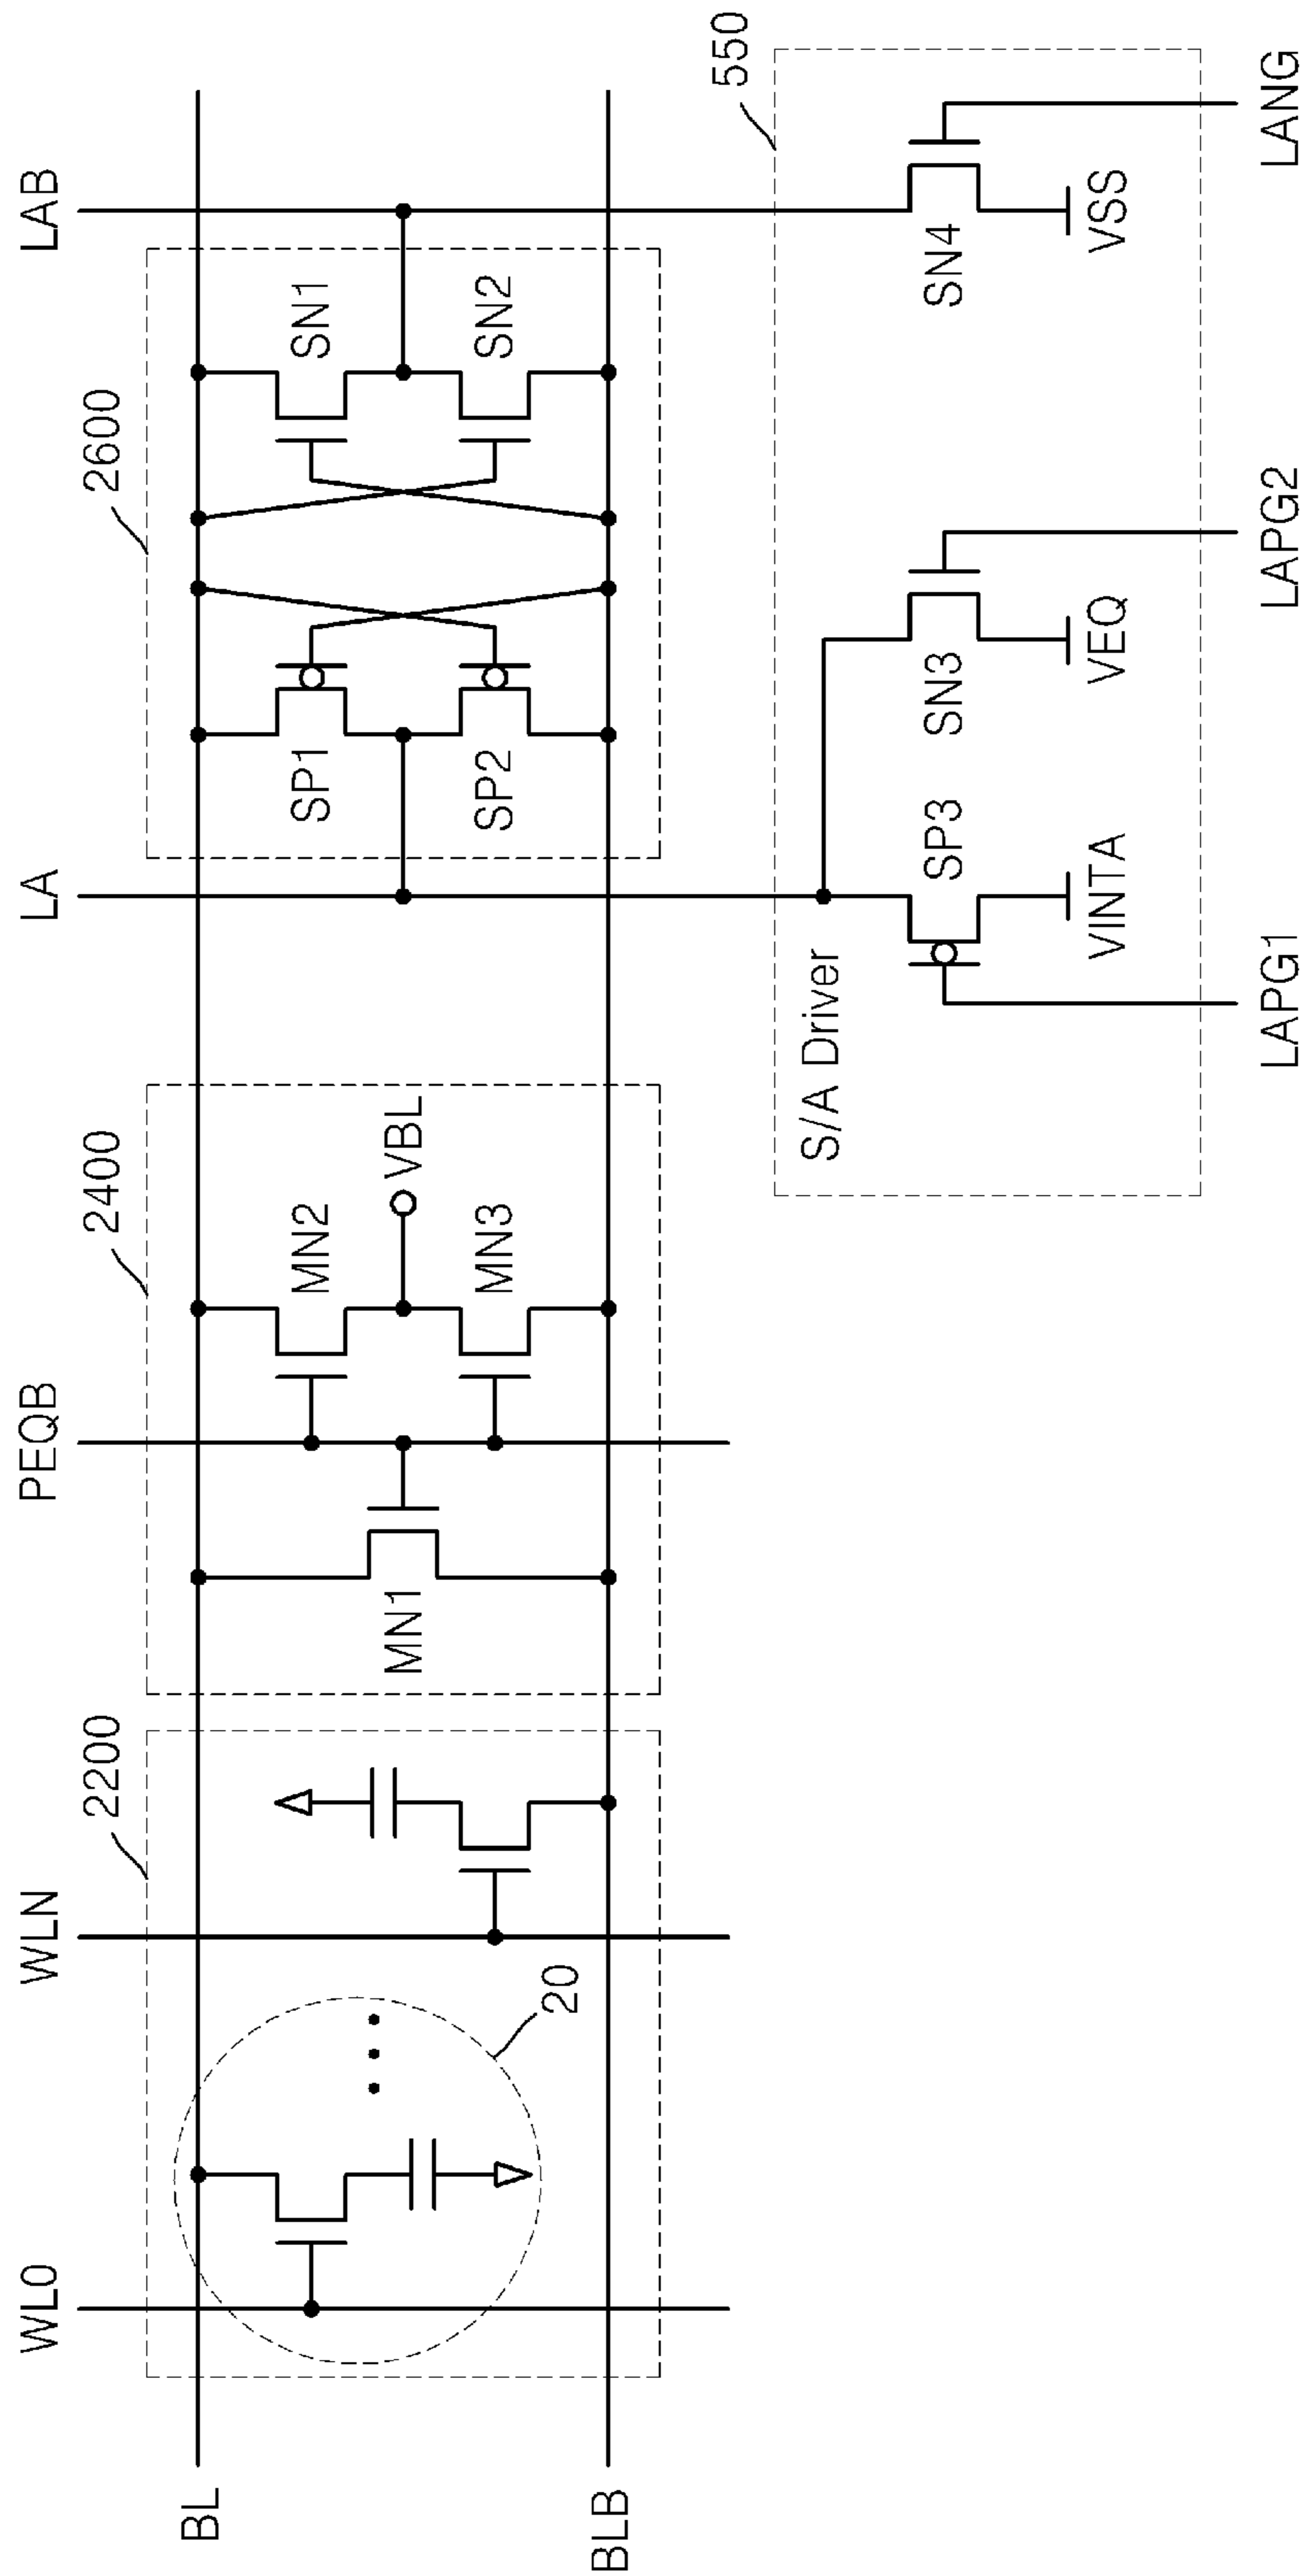 WL0
WLN
PEQB
LA
LAB
2200
2400
2600
BL
BLB
20
MN1
MN2
MN3
VBL
SP1
SP2
SN1
SN2
550
S/A Driver
SP3
SN3
SN4
VINTA
VEQ
VSS
LAPG1
LAPG2
LANG